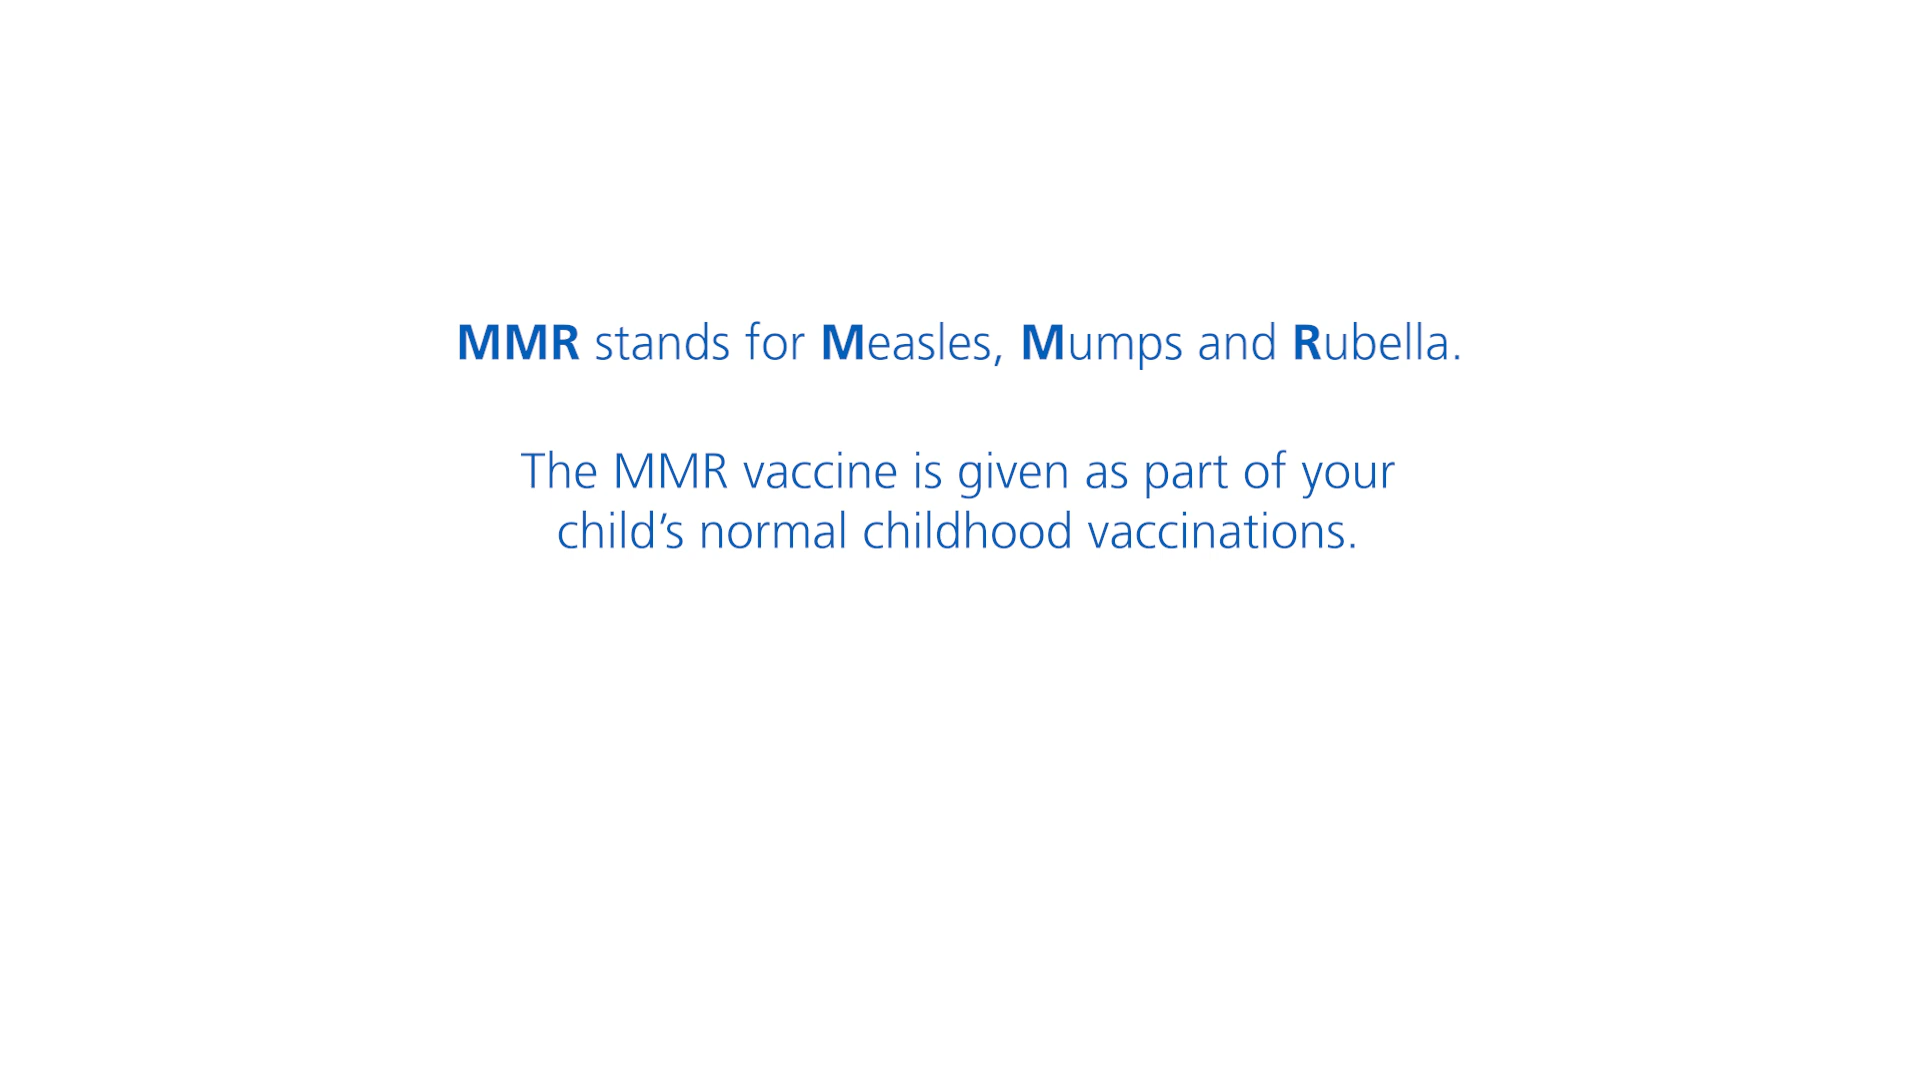 MMR stands for Measles, Mumps and Rubella.
The MMR vaccine is given as part of your
child’s normal childhood vaccinations.